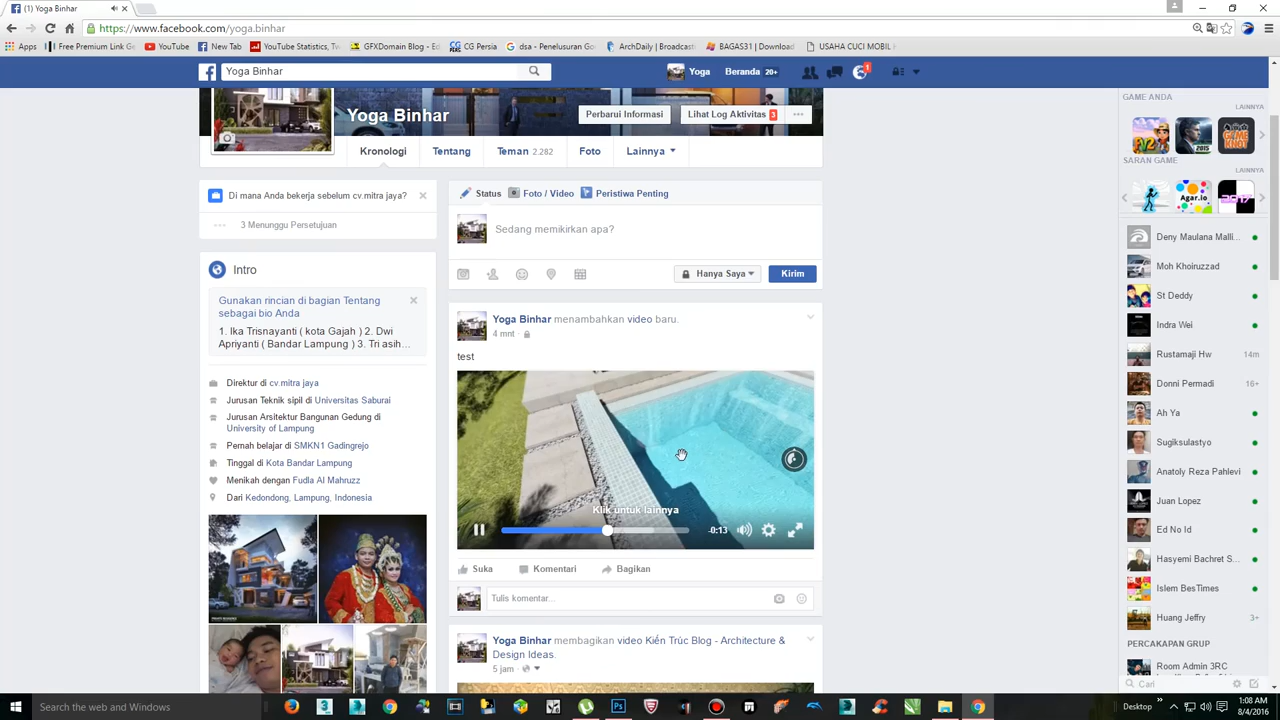 (1) Yoga Binhar
https://www.facebook.com/yoga.binhar
Apps
Free Premium Link G
YouTube
New Tab
YouTube Statistics, T
GFXDomain Blog - Ed
CG Persia
dsa - Penelusuran Go
ArchDaily | Broadcast
BAGAS31 | Download
USAHA CUCI MOBIL
Yoga Binhar
Yoga
Beranda 20+
1
Yoga Binhar
Perbarui Informasi
Lihat Log Aktivitas 3
Kronologi
Tentang
Teman 2.282
Foto
Lainnya
Di mana Anda bekerja sebelum cv.mitra jaya?
3 Menunggu Persetujuan
Intro
Gunakan rincian di bagian Tentang
sebagai bio Anda
1. Ika Trisnayanti ( kota Gajah ) 2. Dwi
Apriyanti ( Bandar Lampung ) 3. Tri asih...
Direktur di cv.mitra jaya
Jurusan Teknik sipil di Universitas Saburai
Jurusan Arsitektur Bangunan Gedung di
University of Lampung
Pernah belajar di SMKN1 Gadingrejo
Tinggal di Kota Bandar Lampung
Menikah dengan Fudla Al Mahruzz
Dari Kedondong, Lampung, Indonesia
Status
Foto / Video
Peristiwa Penting
Sedang memikirkan apa?
Hanya Saya
Kirim
Yoga Binhar menambahkan video baru.
4 mnt
test
Klik untuk lainnya
-0:13
Suka
Komentari
Bagikan
Tulis komentar...
Yoga Binhar membagikan video Kiến Trúc Blog - Architecture &
Design Ideas.
5 jam
GAME ANDA
LAINNYA
2015
SARAN GAME
LAINNYA
Agar.io
2017
Deny Maulana Malli...
Moh Khoiruzzad
St Deddy
Indra Wei
Rustamaji Hw 14m
Donni Permadi 16+
Ah Ya
Sugiksulastyo
Anatoly Reza Pahlevi
Juan Lopez
Ed No Id
Hasyemi Bachret S...
Islem BesTimes
Huang Jeffry 3+
PERCAKAPAN GRUP
Room Admin 3RC
Cari
Search the web and Windows
Desktop
1:08 AM
8/4/2016